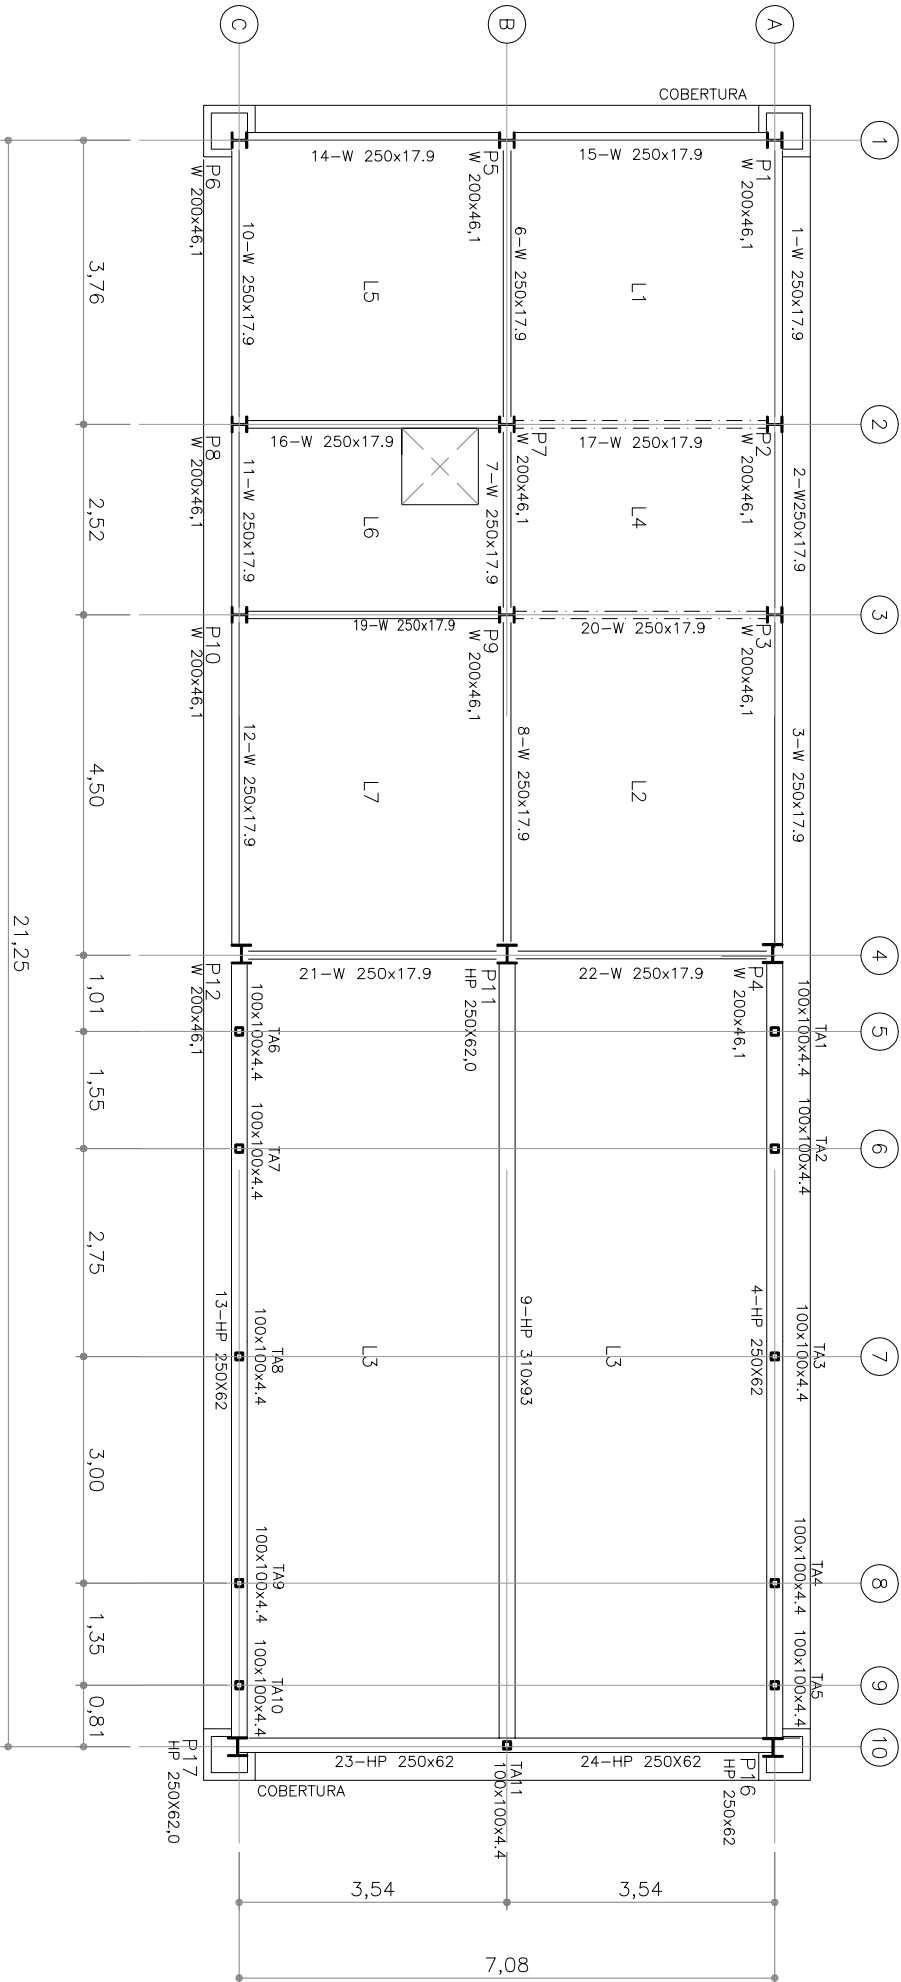 C
B
A
COBERTURA
1
14-W 250x17.9
15-W 250x17.9
P6
W 200x46,1
P5
W 200x46,1
P1
W 200x46,1
10-W 250x17.9
6-W 250x17.9
1-W 250x17.9
3,76
L5
L1
2
16-W 250x17.9
17-W 250x17.9
P8
W 200x46,1
P7
W 200x46,1
P2
W 200x46,1
11-W 250x17.9
7-W 250x17.9
2-W250x17.9
2,52
L6
L4
3
19-W 250x17.9
20-W 250x17.9
P10
W 200x46,1
P9
W 200x46,1
P3
W 200x46,1
12-W 250x17.9
8-W 250x17.9
3-W 250x17.9
4,50
L7
L2
21,25
4
21-W 250x17.9
22-W 250x17.9
P12
W 200x46,1
P11
HP 250X62,0
P4
W 200x46,1
1,01
TA6
100x100x4.4
TA1
100x100x4.4
5
1,55
TA7
100x100x4.4
TA2
100x100x4.4
6
2,75
13-HP 250X62
9-HP 310x93
4-HP 250X62
TA8
100x100x4.4
L3
L3
TA3
100x100x4.4
7
3,00
TA9
100x100x4.4
TA4
100x100x4.4
8
1,35
TA10
100x100x4.4
TA5
100x100x4.4
9
0,81
10
23-HP 250x62
24-HP 250X62
P17
HP 250X62,0
TA11
100x100x4.4
P16
HP 250x62
COBERTURA
3,54
3,54
7,08